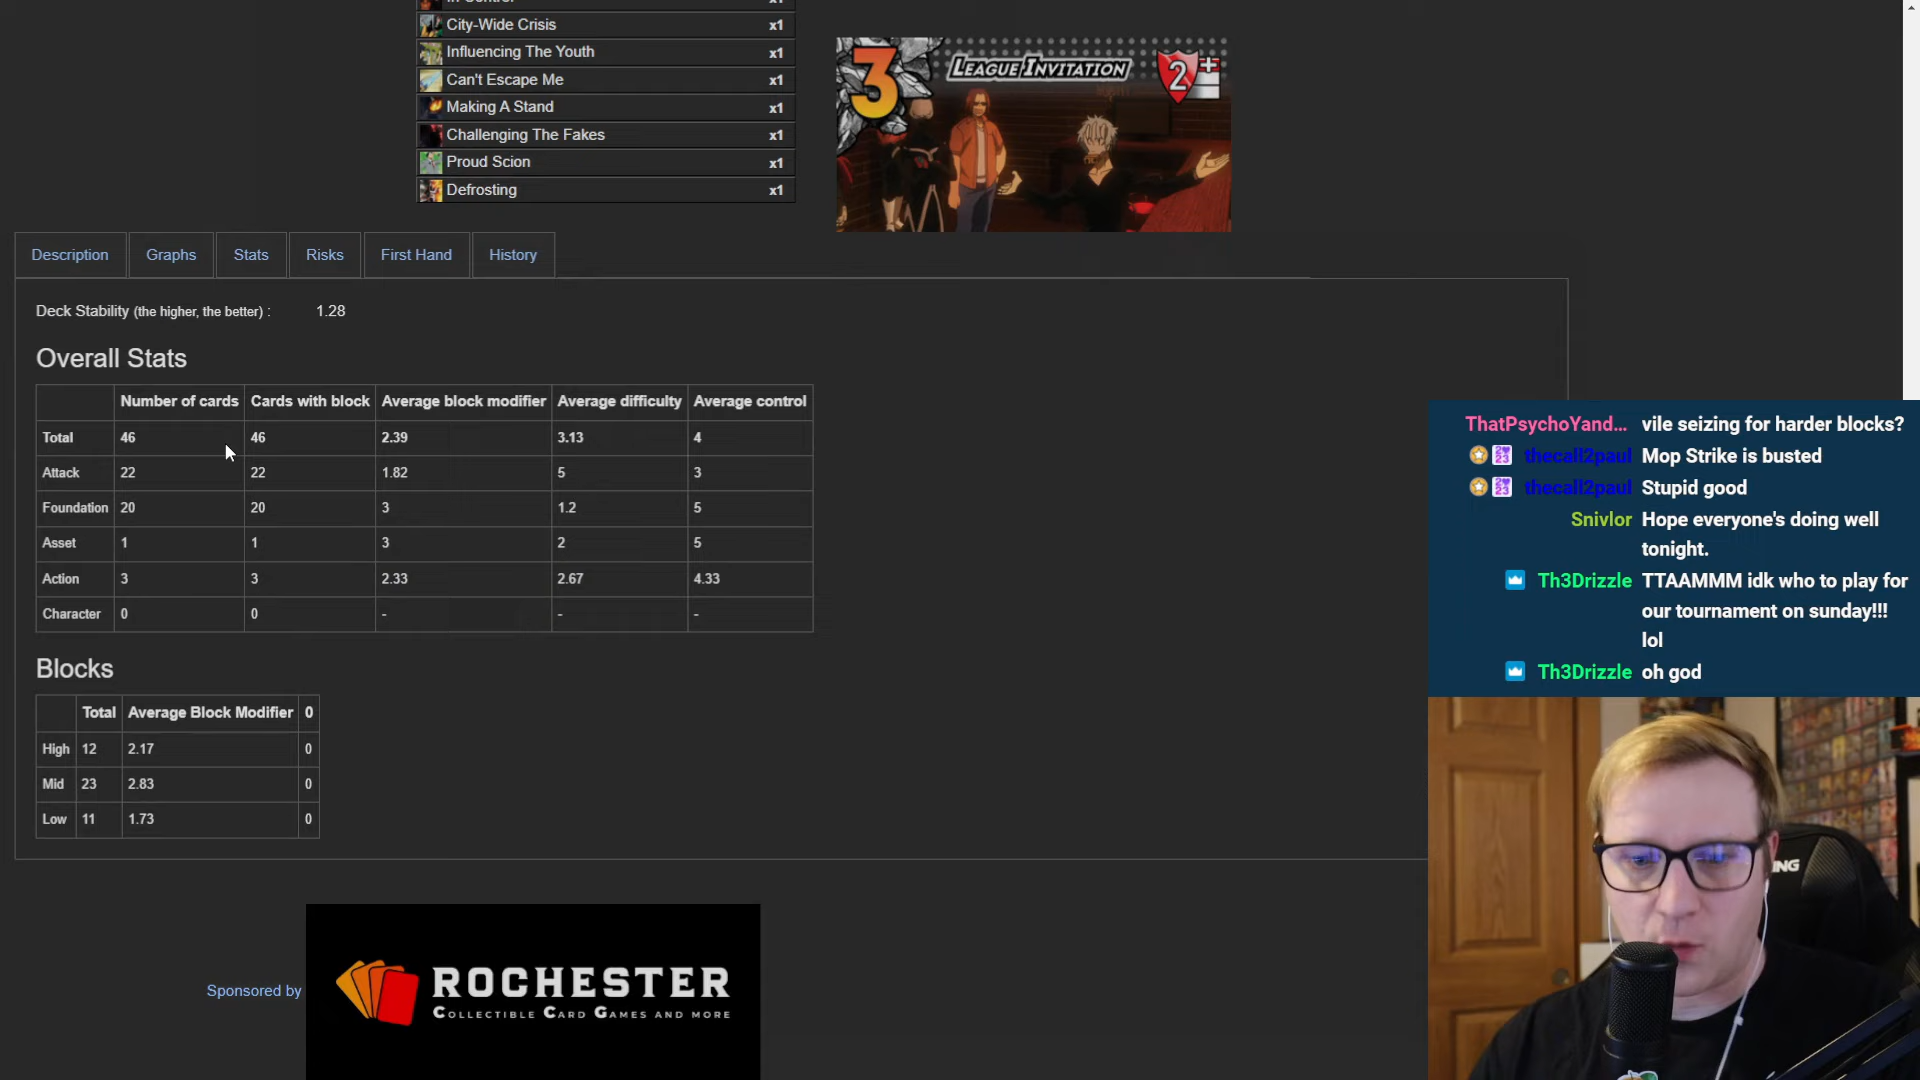 City-Wide Crisis x1
Influencing The Youth x1
Can't Escape Me x1
Making A Stand x1
Challenging The Fakes x1
Proud Scion x1
Defrosting x1
3 LEAGUE INVITATION 2+
Description Graphs Stats Risks First Hand History
Deck Stability (the higher, the better) : 1.28
Overall Stats
Number of cards Cards with block Average block modifier Average difficulty Average control
Total 46 46 2.39 3.13 4
Attack 22 22 1.82 5 3
Foundation 20 20 3 1.2 5
Asset 1 1 3 2 5
Action 3 3 2.33 2.67 4.33
Character 0 0 - - -
Blocks
Total Average Block Modifier 0
High 12 2.17 0
Mid 23 2.83 0
Low 11 1.73 0
Sponsored by
ROCHESTER
COLLECTIBLE CARD GAMES AND MORE
ThatPsychoYand... vile seizing for harder blocks?
thecall2paul Mop Strike is busted
thecall2paul Stupid good
Snivlor Hope everyone's doing well
tonight.
Th3Drizzle TTAAMMM idk who to play for
our tournament on sunday!!!
lol
Th3Drizzle oh god